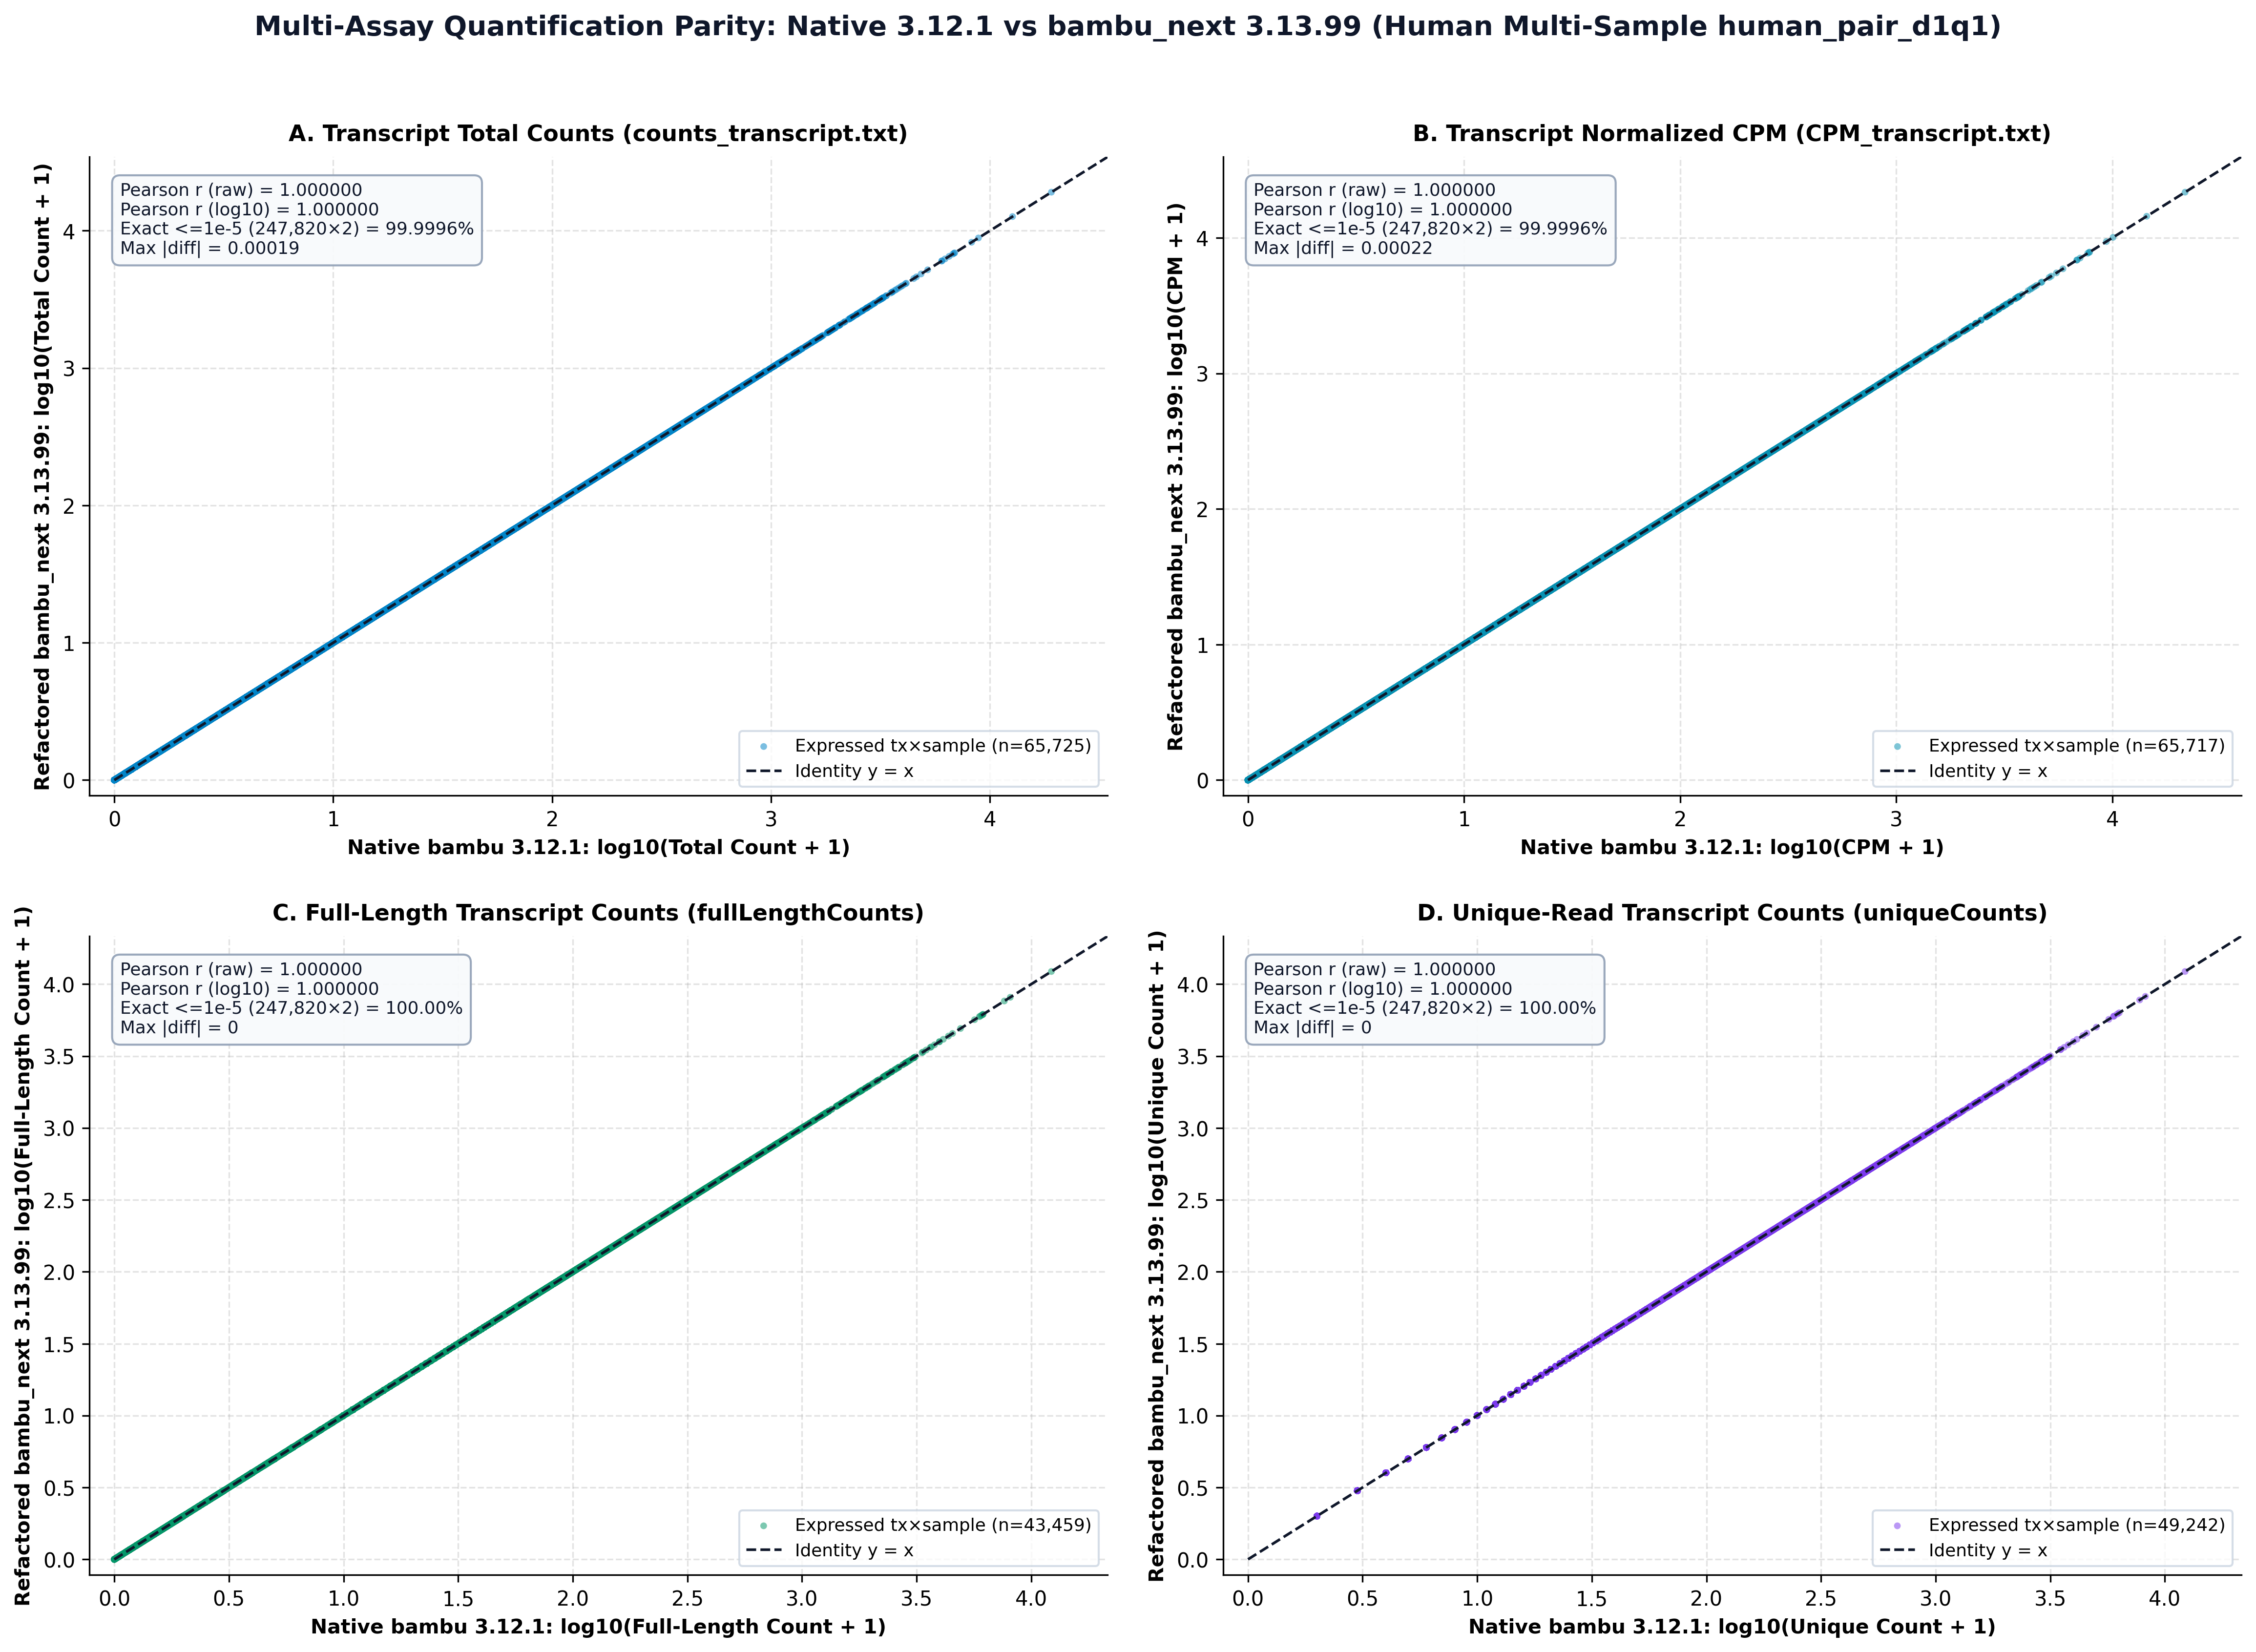 Multi-Assay Quantification Parity: Native 3.12.1 vs bambu_next 3.13.99 (Human Multi-Sample human_pair_d1q1)
A. Transcript Total Counts (counts_transcript.txt)
Refactored bambu_next 3.13.99: log10(Total Count + 1)
Pearson r (raw) = 1.000000
Pearson r (log10) = 1.000000
Exact <=1e-5 (247,820×2) = 99.9996%
Max |diff| = 0.00019
4
3
2
1
0
Expressed tx×sample (n=65,725)
Identity y = x
0 1 2 3 4
Native bambu 3.12.1: log10(Total Count + 1)
B. Transcript Normalized CPM (CPM_transcript.txt)
Refactored bambu_next 3.13.99: log10(CPM + 1)
Pearson r (raw) = 1.000000
Pearson r (log10) = 1.000000
Exact <=1e-5 (247,820×2) = 99.9996%
Max |diff| = 0.00022
4
3
2
1
0
Expressed tx×sample (n=65,717)
Identity y = x
0 1 2 3 4
Native bambu 3.12.1: log10(CPM + 1)
C. Full-Length Transcript Counts (fullLengthCounts)
Refactored bambu_next 3.13.99: log10(Full-Length Count + 1)
Pearson r (raw) = 1.000000
Pearson r (log10) = 1.000000
Exact <=1e-5 (247,820×2) = 100.00%
Max |diff| = 0
4.0
3.5
3.0
2.5
2.0
1.5
1.0
0.5
0.0
Expressed tx×sample (n=43,459)
Identity y = x
0.0 0.5 1.0 1.5 2.0 2.5 3.0 3.5 4.0
Native bambu 3.12.1: log10(Full-Length Count + 1)
D. Unique-Read Transcript Counts (uniqueCounts)
Refactored bambu_next 3.13.99: log10(Unique Count + 1)
Pearson r (raw) = 1.000000
Pearson r (log10) = 1.000000
Exact <=1e-5 (247,820×2) = 100.00%
Max |diff| = 0
4.0
3.5
3.0
2.5
2.0
1.5
1.0
0.5
0.0
Expressed tx×sample (n=49,242)
Identity y = x
0.0 0.5 1.0 1.5 2.0 2.5 3.0 3.5 4.0
Native bambu 3.12.1: log10(Unique Count + 1)